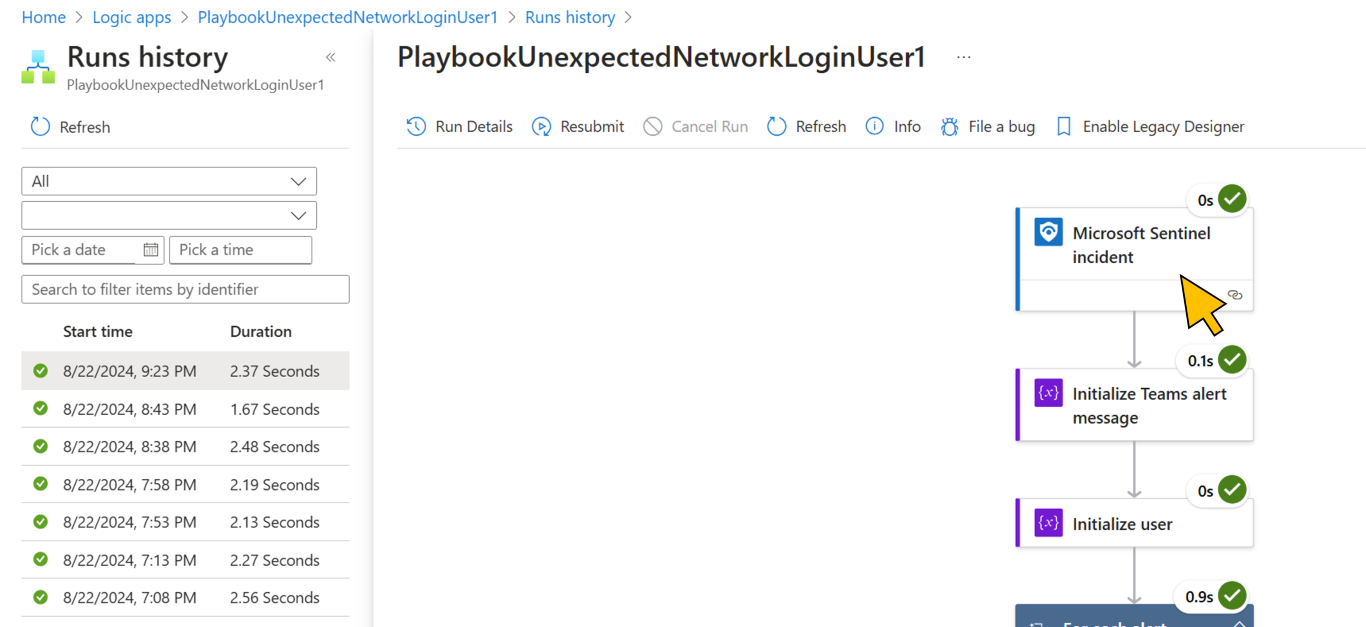 Home > Logic apps > PlaybookUnexpectedNetworkLoginUser1 > Runs history >
Runs history «
PlaybookUnexpectedNetworkLoginUser1
Refresh
All
Pick a date Pick a time
Search to filter items by identifier
Start time Duration
8/22/2024, 9:23 PM 2.37 Seconds
8/22/2024, 8:43 PM 1.67 Seconds
8/22/2024, 8:38 PM 2.48 Seconds
8/22/2024, 7:58 PM 2.19 Seconds
8/22/2024, 7:53 PM 2.13 Seconds
8/22/2024, 7:13 PM 2.27 Seconds
8/22/2024, 7:08 PM 2.56 Seconds
PlaybookUnexpectedNetworkLoginUser1 ...
Run Details Resubmit Cancel Run Refresh Info File a bug Enable Legacy Designer
0s
Microsoft Sentinel
incident
0.1s
{x} Initialize Teams alert
message
0s
{x} Initialize user
0.9s
For each alert